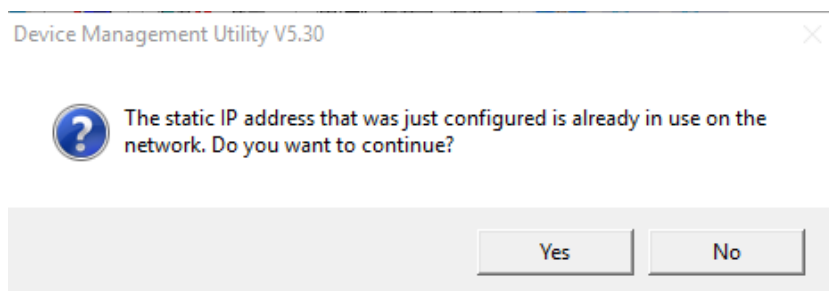 Device Management Utility V5.30
The static IP address that was just configured is already in use on the
network. Do you want to continue?
Yes
No